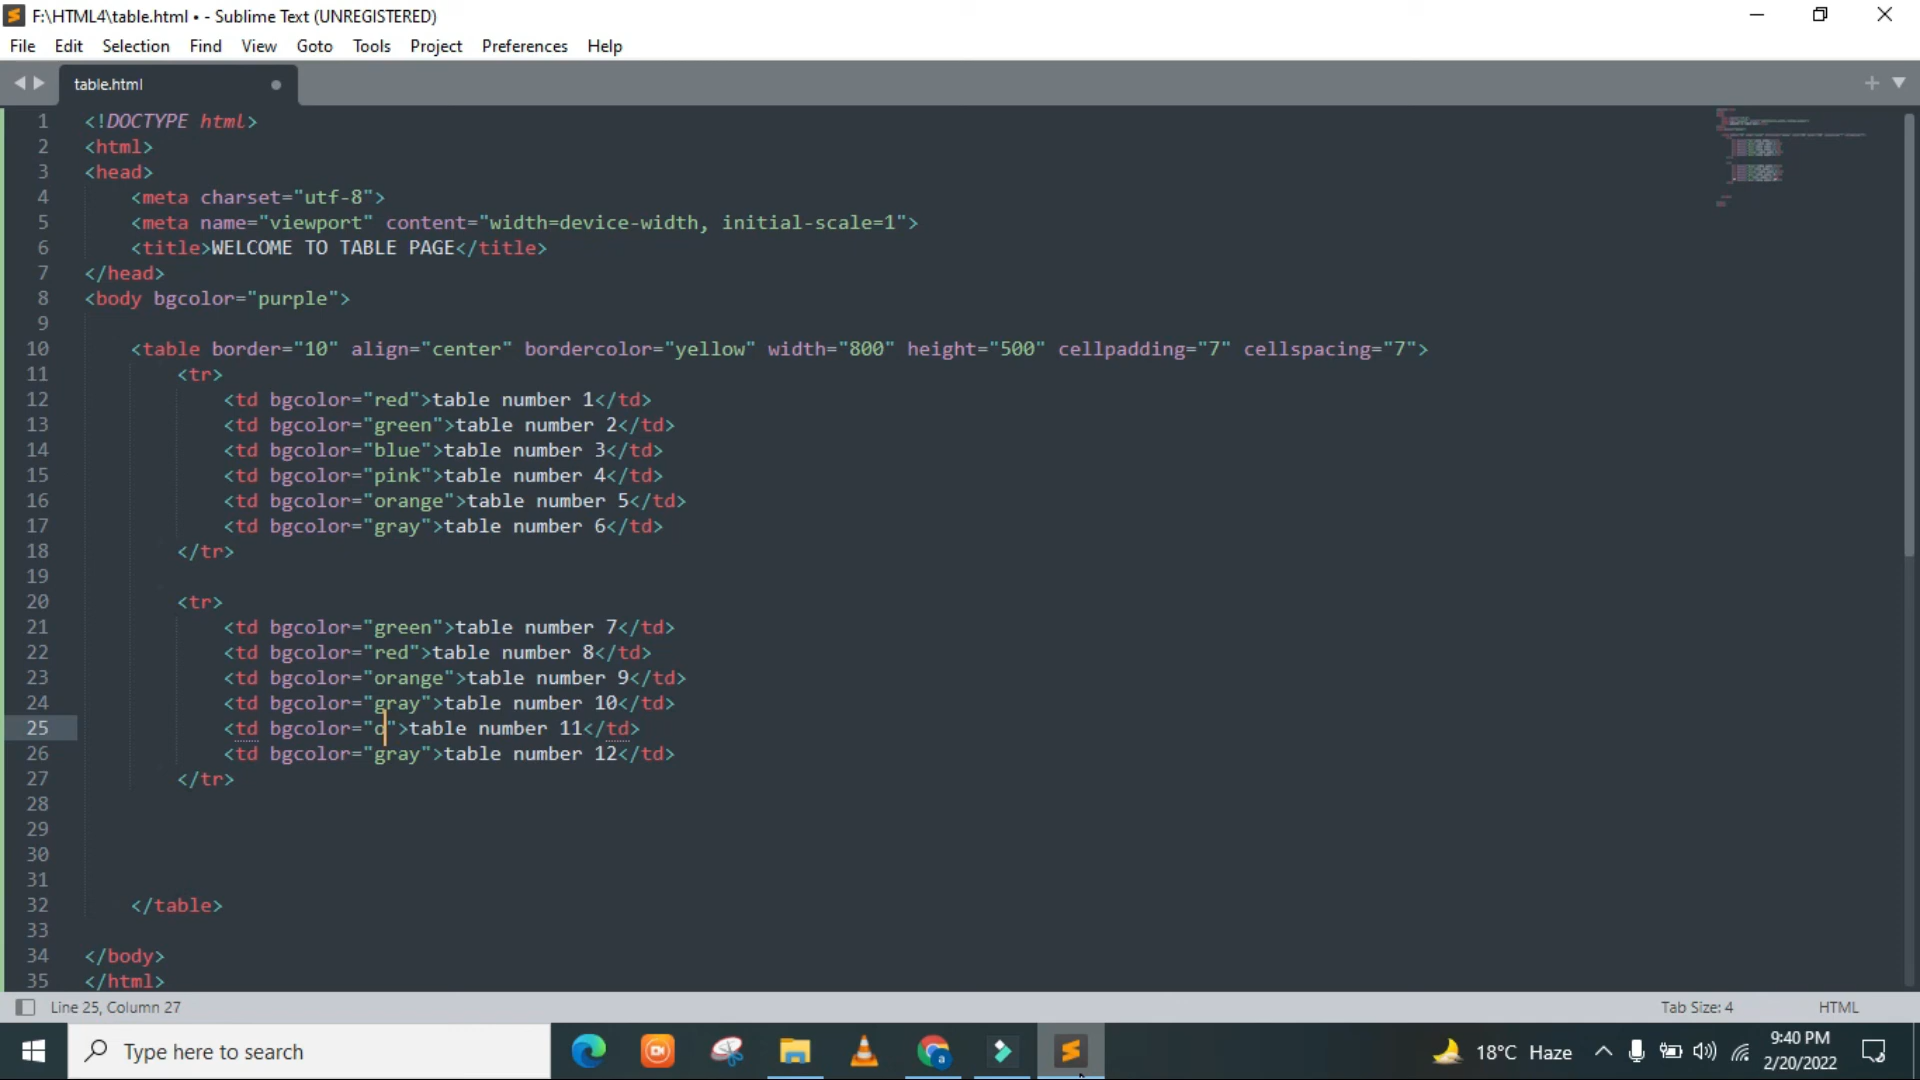 F:\HTML4\table.html • - Sublime Text (UNREGISTERED)
File Edit Selection Find View Goto Tools Project Preferences Help
table.html
1 <!DOCTYPE html>
2 <html>
3 <head>
4 <meta charset="utf-8">
5 <meta name="viewport" content="width=device-width, initial-scale=1">
6 <title>WELCOME TO TABLE PAGE</title>
7 </head>
8 <body bgcolor="purple">
9
10 <table border="10" align="center" bordercolor="yellow" width="800" height="500" cellpadding="7" cellspacing="7">
11 <tr>
12 <td bgcolor="red">table number 1</td>
13 <td bgcolor="green">table number 2</td>
14 <td bgcolor="blue">table number 3</td>
15 <td bgcolor="pink">table number 4</td>
16 <td bgcolor="orange">table number 5</td>
17 <td bgcolor="gray">table number 6</td>
18 </tr>
19
20 <tr>
21 <td bgcolor="green">table number 7</td>
22 <td bgcolor="red">table number 8</td>
23 <td bgcolor="orange">table number 9</td>
24 <td bgcolor="gray">table number 10</td>
25 <td bgcolor="o">table number 11</td>
26 <td bgcolor="gray">table number 12</td>
27 </tr>
28
29
30
31
32 </table>
33
34 </body>
35 </html>
Line 25, Column 27 Tab Size: 4 HTML
Type here to search 18°C Haze 9:40 PM
2/20/2022